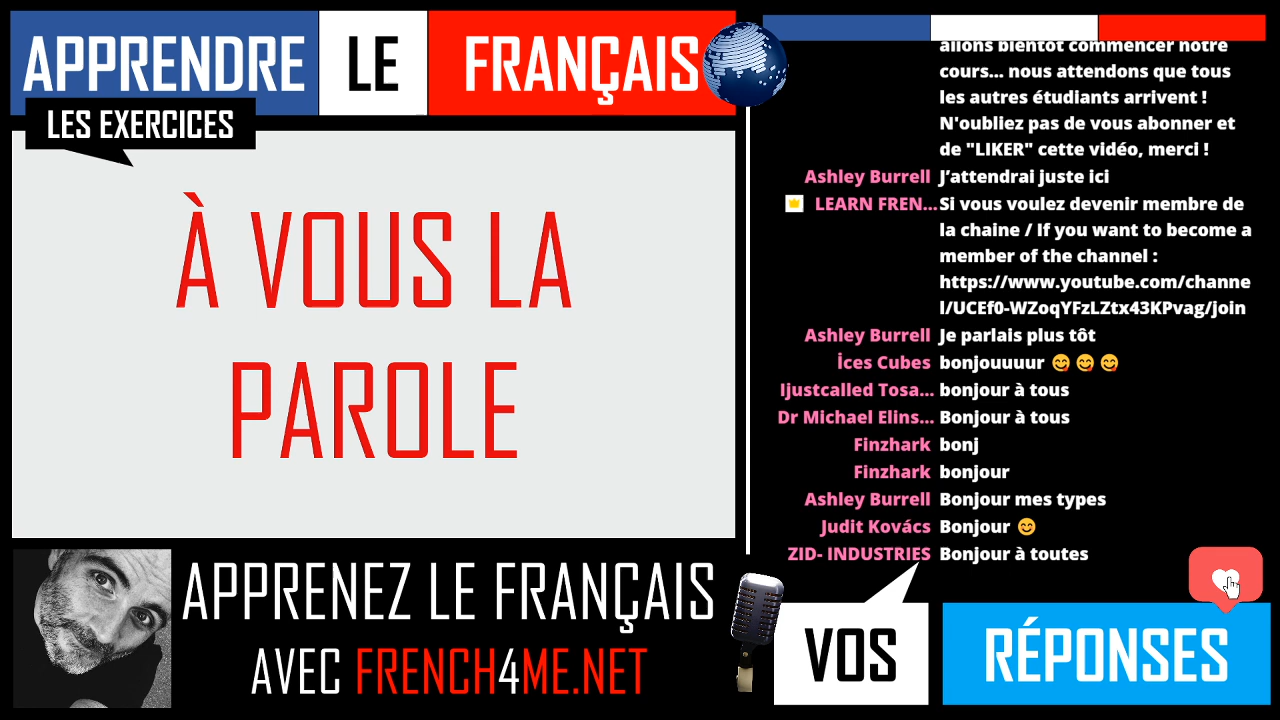 APPRENDRE LE FRANÇAIS
LES EXERCICES
À VOUS LA
PAROLE
APPRENEZ LE FRANÇAIS
AVEC FRENCH4ME.NET
allons bientôt commencer notre
cours... nous attendons que tous
les autres étudiants arrivent !
N'oubliez pas de vous abonner et
de "LIKER" cette vidéo, merci !
Ashley Burrell J’attendrai juste ici
LEARN FREN... Si vous voulez devenir membre de
la chaine / If you want to become a
member of the channel :
https://www.youtube.com/channe
l/UCEf0-WZoqYFzLZtx43KPvag/join
Ashley Burrell Je parlais plus tôt
İces Cubes bonjouuuur 😋 😋 😋
Ijustcalled Tosa... bonjour à tous
Dr Michael Elins... Bonjour à tous
Finzhark bonj
Finzhark bonjour
Ashley Burrell Bonjour mes types
Judit Kovács Bonjour 😊
ZID- INDUSTRIES Bonjour à toutes
VOS RÉPONSES